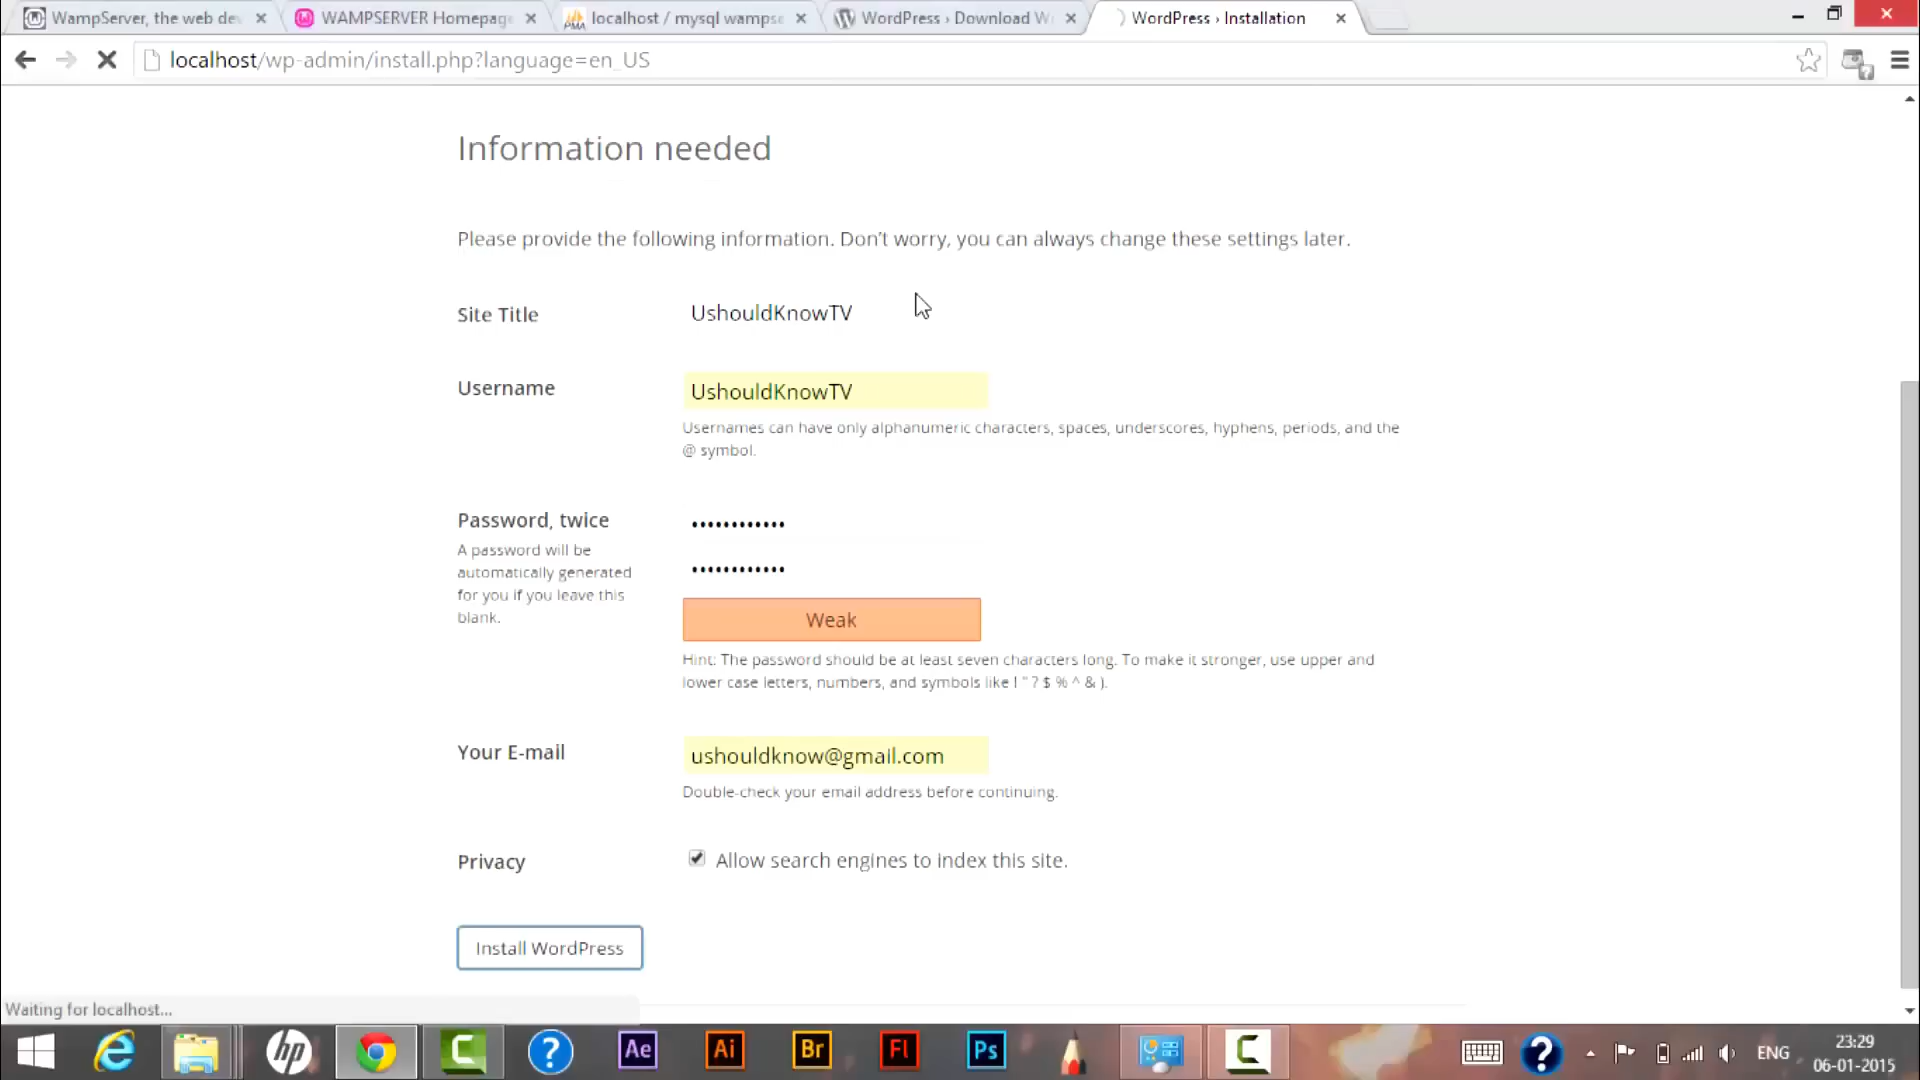 WampServer, the web de
WAMPSERVER Homepage
localhost / mysql wampse
WordPress › Download W
WordPress › Installation
localhost/wp-admin/install.php?language=en_US
Information needed
Please provide the following information. Don't worry, you can always change these settings later.
Site Title
UshouldKnowTV
Username
UshouldKnowTV
Usernames can have only alphanumeric characters, spaces, underscores, hyphens, periods, and the
@ symbol.
Password, twice
A password will be
automatically generated
for you if you leave this
blank.
••••••••••••
••••••••••••
Weak
Hint: The password should be at least seven characters long. To make it stronger, use upper and
lower case letters, numbers, and symbols like ! " ? $ % ^ & ).
Your E-mail
ushouldknow@gmail.com
Double-check your email address before continuing.
Privacy
Allow search engines to index this site.
Install WordPress
Waiting for localhost...
hp
Ae
Ai
Br
Fl
Ps
ENG
23:29
06-01-2015